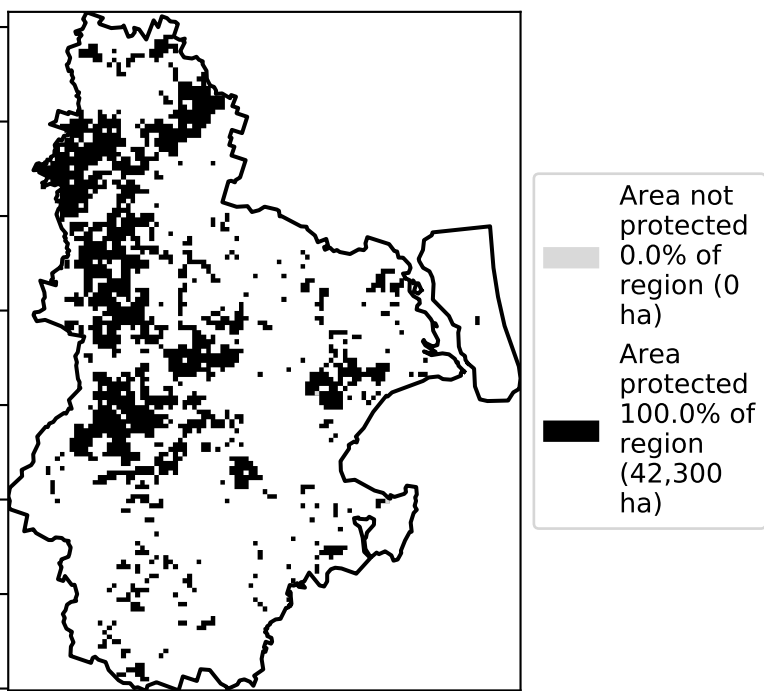 Area not
protected
0.0% of
region (0
ha)
Area
protected
100.0% of
region
(42,300
ha)